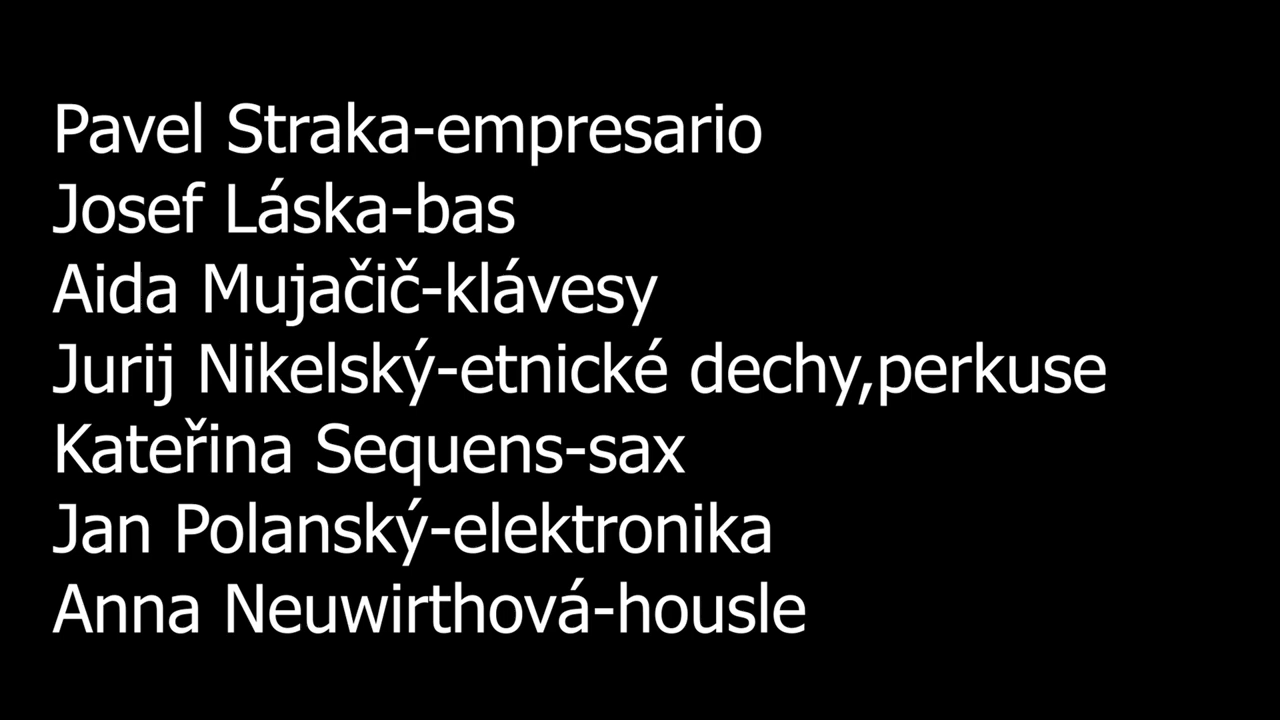 Pavel Straka-empresario
Josef Láska-bas
Aida Mujačič-klávesy
Jurij Nikelský-etnické dechy,perkuse
Kateřina Sequens-sax
Jan Polanský-elektronika
Anna Neuwirthová-housle